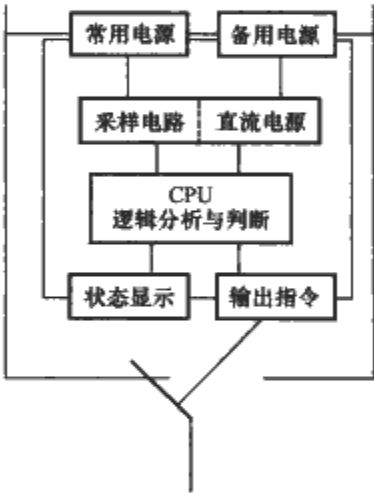 常用电源
备用电源
采样电路
直流电源
CPU
逻辑分析与判断
状态显示
输出指令